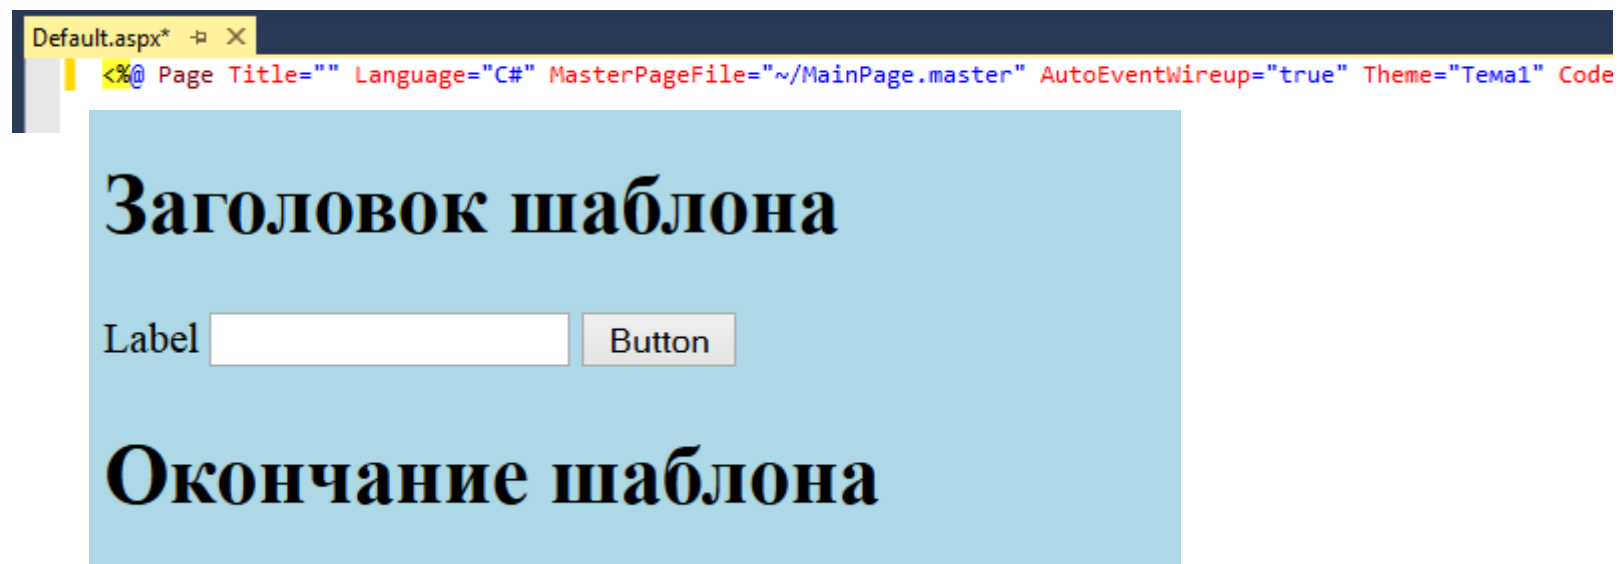 Default.aspx*
<%@ Page Title="" Language="C#" MasterPageFile="~/MainPage.master" AutoEventWireup="true" Theme="Тема1" Code
Заголовок шаблона
Label Button
Окончание шаблона